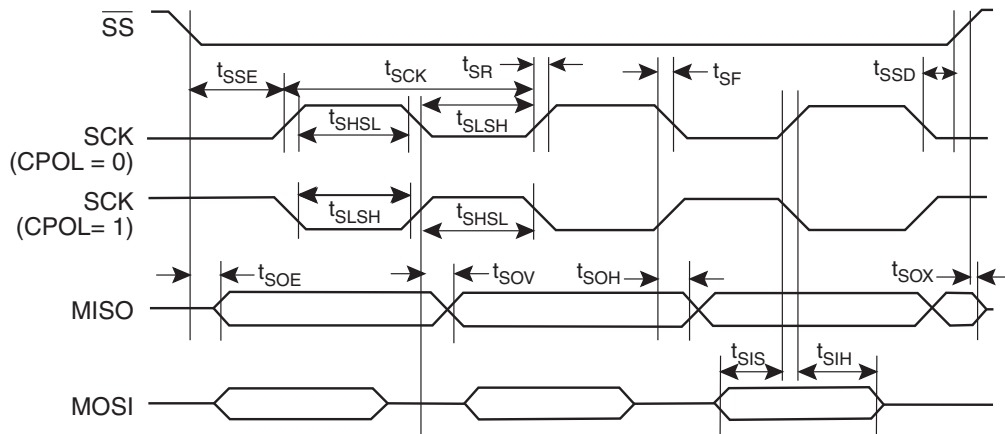 SS
tSSE
tSCK
tSR
tSF
tSSD
SCK
(CPOL = 0)
tSHSL
tSLSH
SCK
(CPOL= 1)
tSLSH
tSHSL
tSOE
tSOV
tSOH
tSOX
MISO
tSIS
tSIH
MOSI